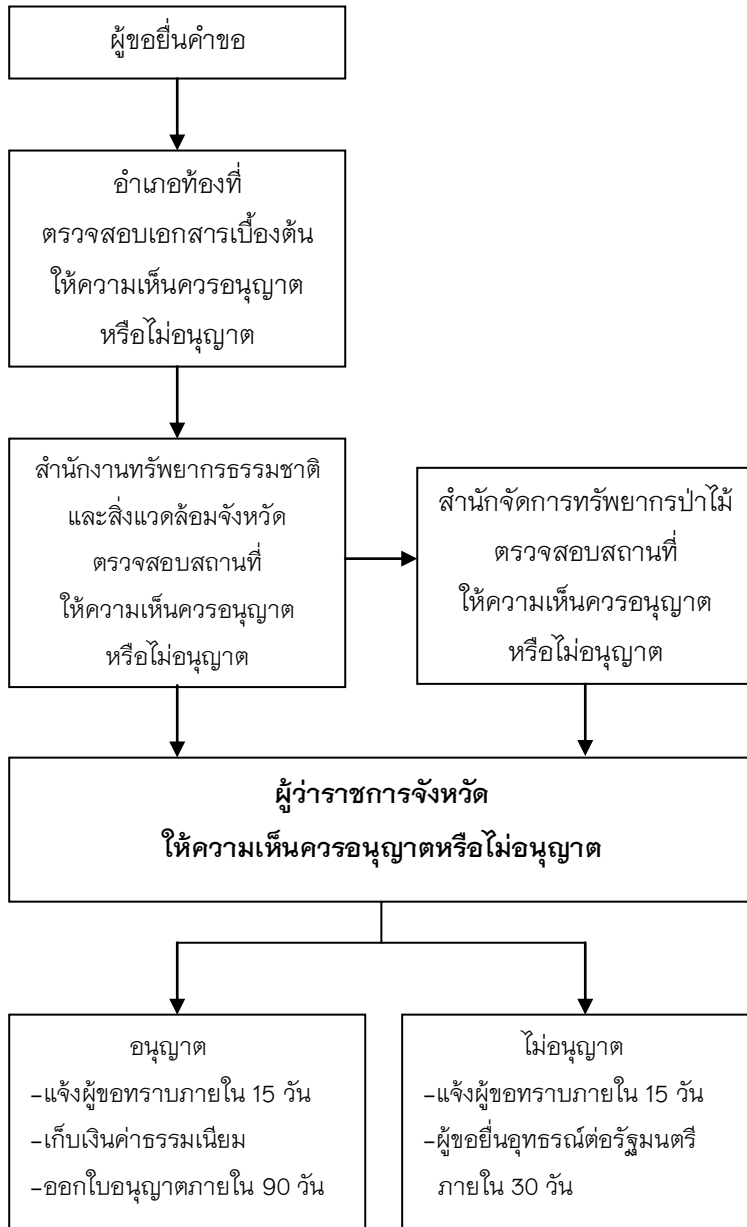 ผู้ขอยื่นคำขอ
อำเภอท้องที่
ตรวจสอบเอกสารเบื้องต้น
ให้ความเห็นควรอนุญาต
หรือไม่อนุญาต
สำนักงานทรัพยากรธรรมชาติ
และสิ่งแวดล้อมจังหวัด
ตรวจสอบสถานที่
ให้ความเห็นควรอนุญาต
หรือไม่อนุญาต
สำนักจัดการทรัพยากรป่าไม้
ตรวจสอบสถานที่
ให้ความเห็นควรอนุญาต
หรือไม่อนุญาต
ผู้ว่าราชการจังหวัด
ให้ความเห็นควรอนุญาตหรือไม่อนุญาต
อนุญาต
-แจ้งผู้ขอทราบภายใน 15 วัน
-เก็บเงินค่าธรรมเนียม
-ออกใบอนุญาตภายใน 90 วัน
ไม่อนุญาต
-แจ้งผู้ขอทราบภายใน 15 วัน
-ผู้ขอยื่นอุทธรณ์ต่อรัฐมนตรี
ภายใน 30 วัน